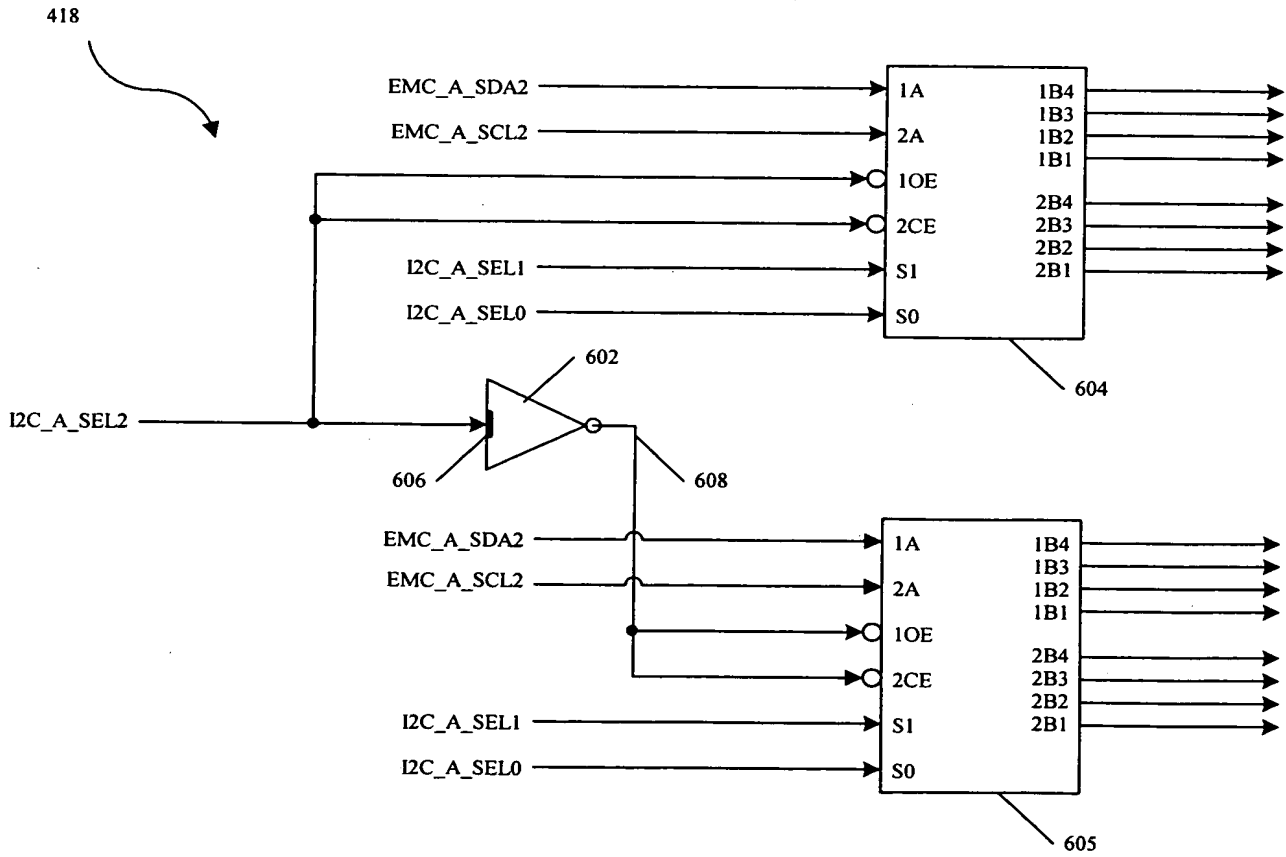 418
EMC_A_SDA2
1A
1B4
1B3
EMC_A_SCL2
2A
1B2
1B1
1OE
2B4
2CE
2B3
2B2
I2C_A_SEL1
S1
2B1
I2C_A_SEL0
S0
602
604
I2C_A_SEL2
606
608
EMC_A_SDA2
1A
1B4
1B3
EMC_A_SCL2
2A
1B2
1B1
1OE
2B4
2CE
2B3
2B2
I2C_A_SEL1
S1
2B1
I2C_A_SEL0
S0
605